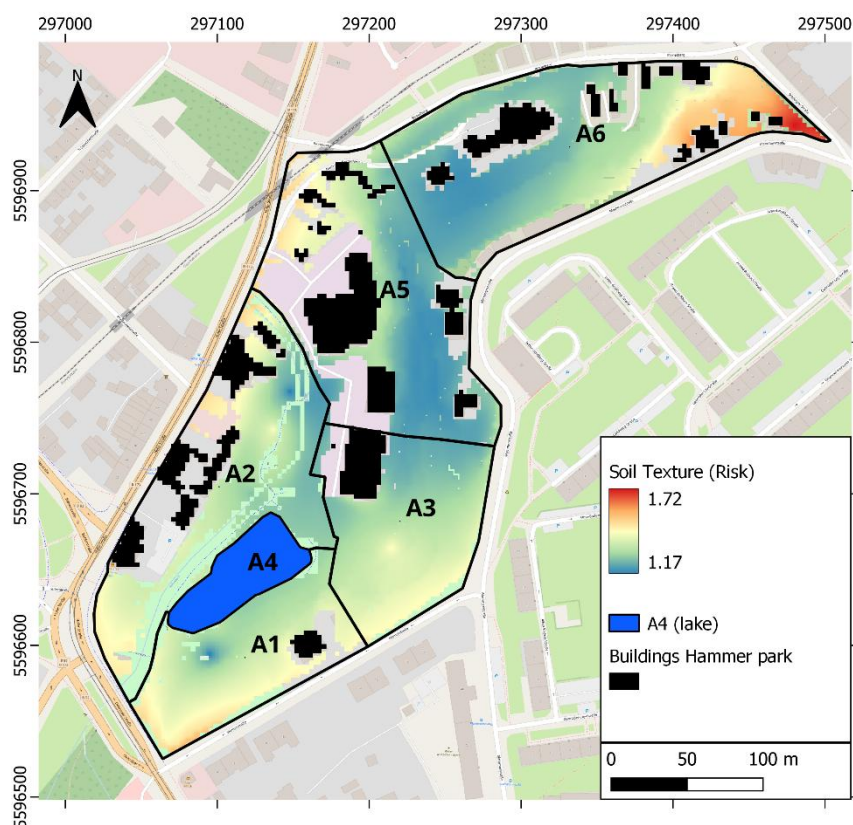 297000 297100 297200 297300 297400 297500
N
5596900
5596800
5596700
5596600
5596500
A6
A5
A2
A3
A4
A1
Soil Texture (Risk)
1.72
1.17
A4 (lake)
Buildings Hammer park
0 50 100 m